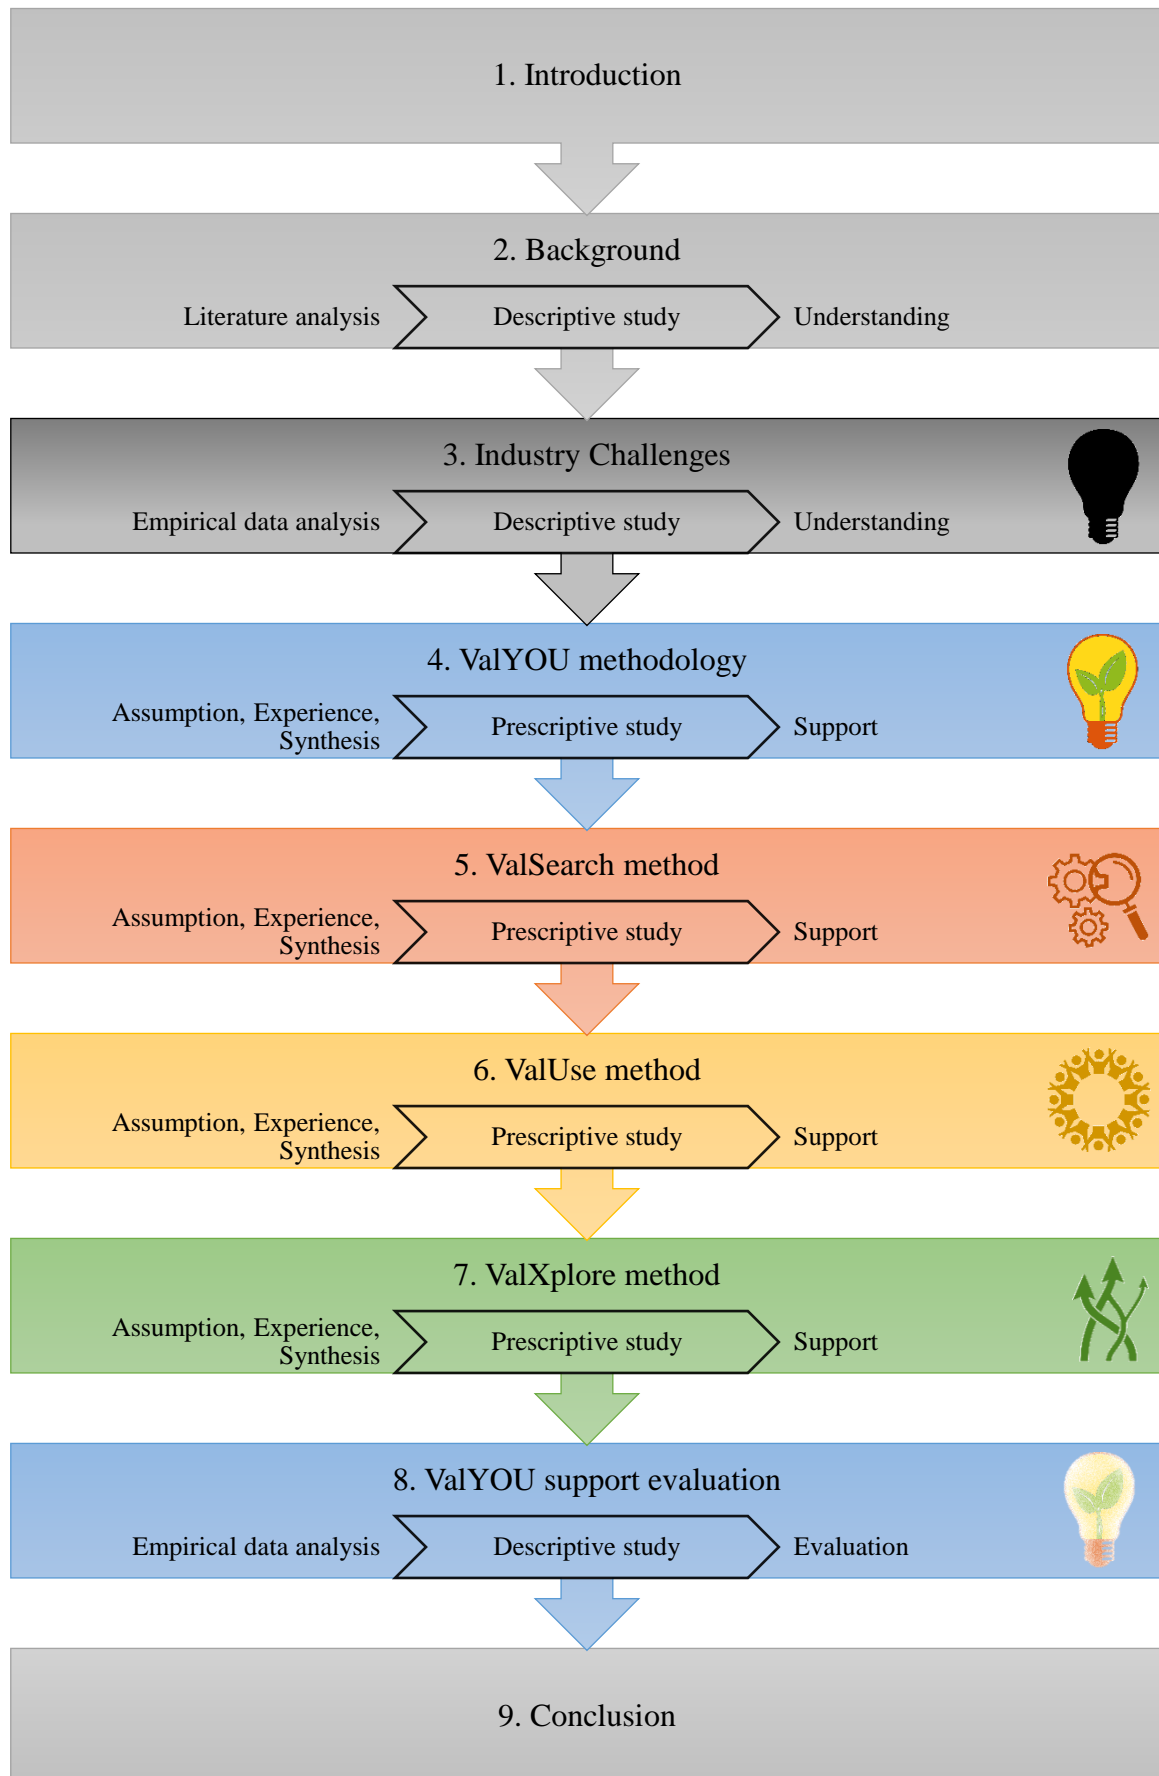 1. Introduction
2. Background
Literature analysis
Descriptive study
Understanding
3. Industry Challenges
Empirical data analysis
Descriptive study
Understanding
4. ValYOU methodology
Assumption, Experience,
Synthesis
Prescriptive study
Support
5. ValSearch method
Assumption, Experience,
Synthesis
Prescriptive study
Support
6. ValUse method
Assumption, Experience,
Synthesis
Prescriptive study
Support
7. ValXplore method
Assumption, Experience,
Synthesis
Prescriptive study
Support
8. ValYOU support evaluation
Empirical data analysis
Descriptive study
Evaluation
9. Conclusion